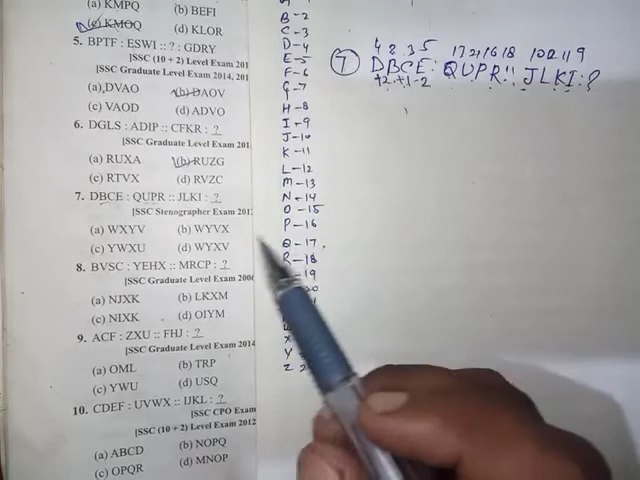 (a) KMPQ (b) BEFI
(c) KMOQ (d) KLOR
5. BPTF : ESWI :: ? : GDRY
[SSC (10 + 2) Level Exam 201
[SSC Graduate Level Exam 2014, 201
(a) DVAO (b) DAOV
(c) VAOD (d) ADVO
6. DGLS : ADIP :: CFKR : ?
[SSC Graduate Level Exam 201
(a) RUXA (b) RUZG
(c) RTVX (d) RVZC
7. DBCE : QUPR :: JLKI : ?
[SSC Stenographer Exam 201
(a) WXYV (b) WYVX
(c) YWXU (d) WYXV
8. BVSC : YEHX :: MRCP : ?
[SSC Graduate Level Exam 200
(a) NJXK (b) LKXM
(c) NIXK (d) OIYM
9. ACF : ZXU :: FHJ : ?
[SSC Graduate Level Exam 2014
(a) OML (b) TRP
(c) YWU (d) USQ
10. CDEF : UVWX :: IJKL : ?
[SSC CPO Exam
[SSC (10 + 2) Level Exam 2012
(a) ABCD (b) NOPQ
(c) OPQR (d) MNOP
B-2
C-3
D-4
E-5
F-6
G-7
H-8
I-9
J-10
K-11
L-12
M-13
N-14
O-15
P-16
Q-17
R-18
-19
Y
Z
4 2 3 5 17 21 16 18 10 12 11 9
7 DBCE : QUPR :: JLKI : ?
+2 +1 -2